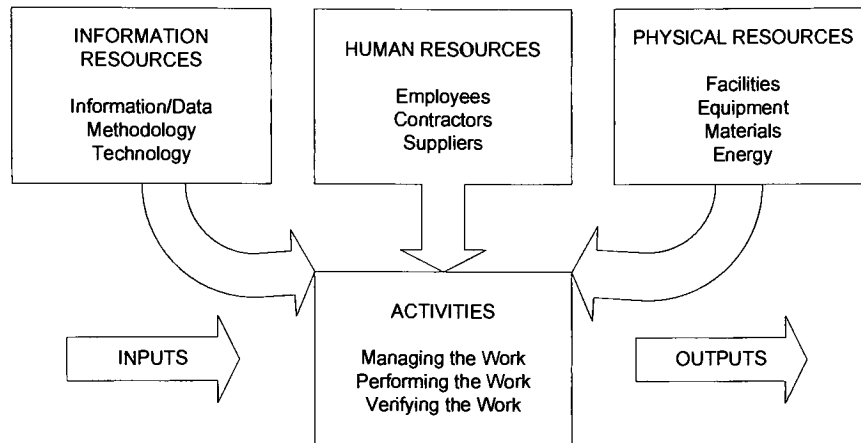 INFORMATION
RESOURCES
Information/Data
Methodology
Technology
HUMAN RESOURCES
Employees
Contractors
Suppliers
PHYSICAL RESOURCES
Facilities
Equipment
Materials
Energy
INPUTS
ACTIVITIES
Managing the Work
Performing the Work
Verifying the Work
OUTPUTS